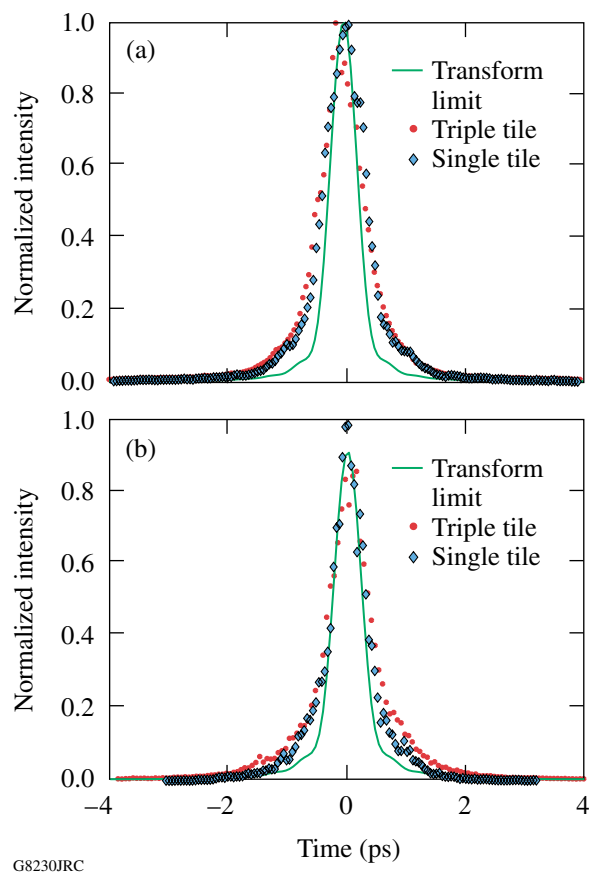 (a)
Normalized intensity
1.0
0.8
0.6
0.4
0.2
0.0
Transform
limit
Triple tile
Single tile
(b)
Normalized intensity
1.0
0.8
0.6
0.4
0.2
0.0
Transform
limit
Triple tile
Single tile
−4
−2
0
2
4
Time (ps)
G8230JRC